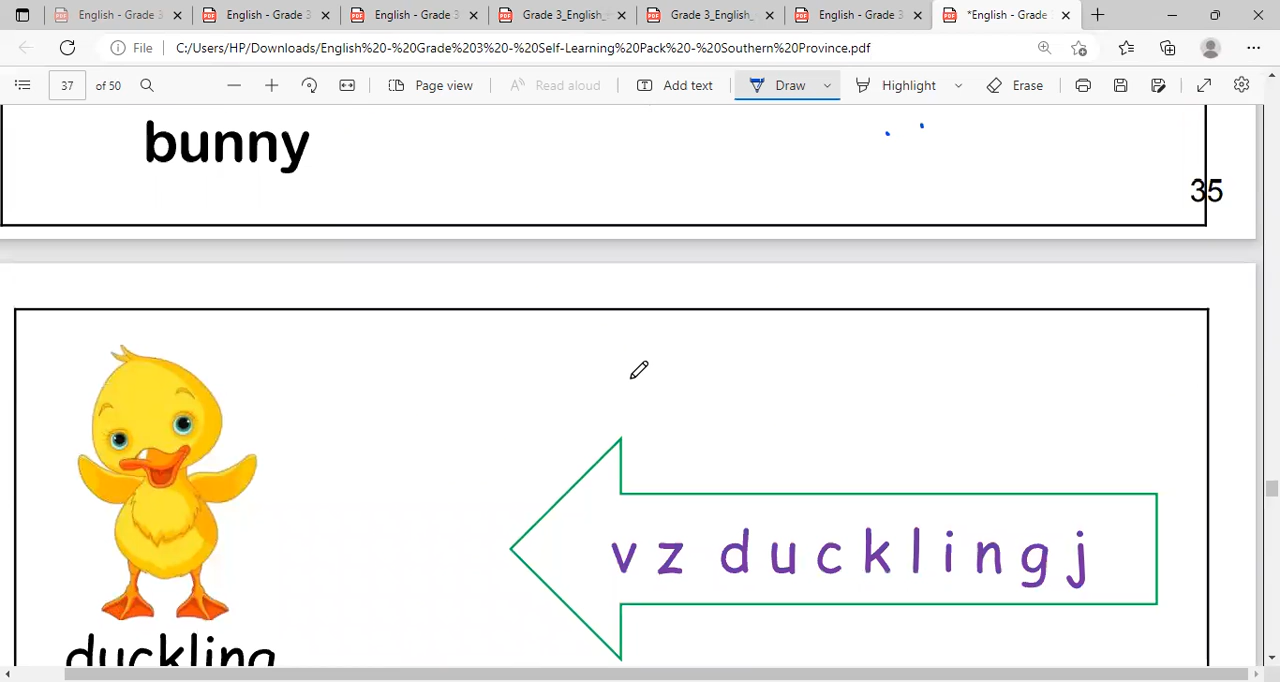 English - Grade 3
English - Grade 3
English - Grade 3
Grade 3_English_
Grade 3_English_
English - Grade 3
*English - Grade
File
C:/Users/HP/Downloads/English%20-%20Grade%203%20%20Self-Learning%20Pack%20-%20Southern%20Province.pdf
37 of 50
Page view
Read aloud
Add text
Draw
Highlight
Erase
bunny
35
v z d u c k l i n g j
duckling